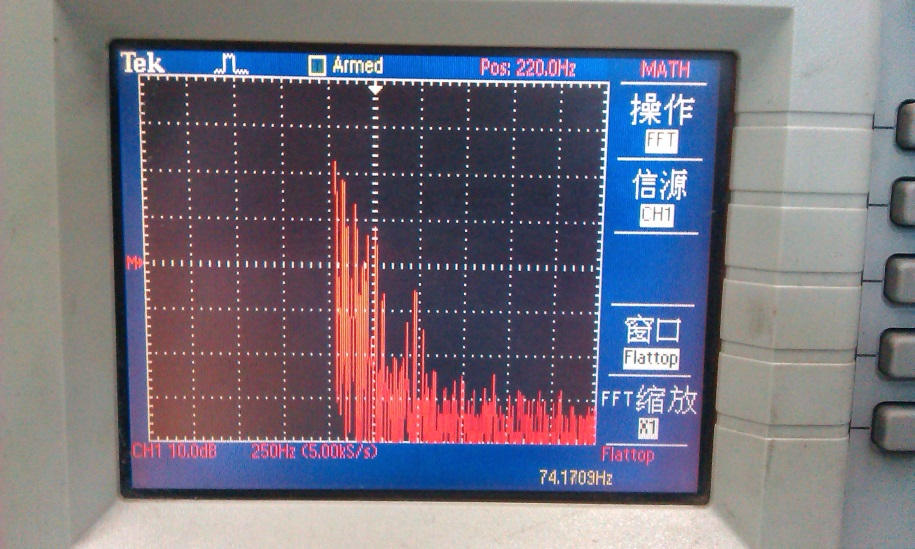 Tek Armed Pos: 220.0Hz MATH
操作
FFT
信源
CH1
M
窗口
Flattop
FFT缩放
X1
CH1 10.0dB 250Hz (5.00kS/s) Flattop
74.1709Hz